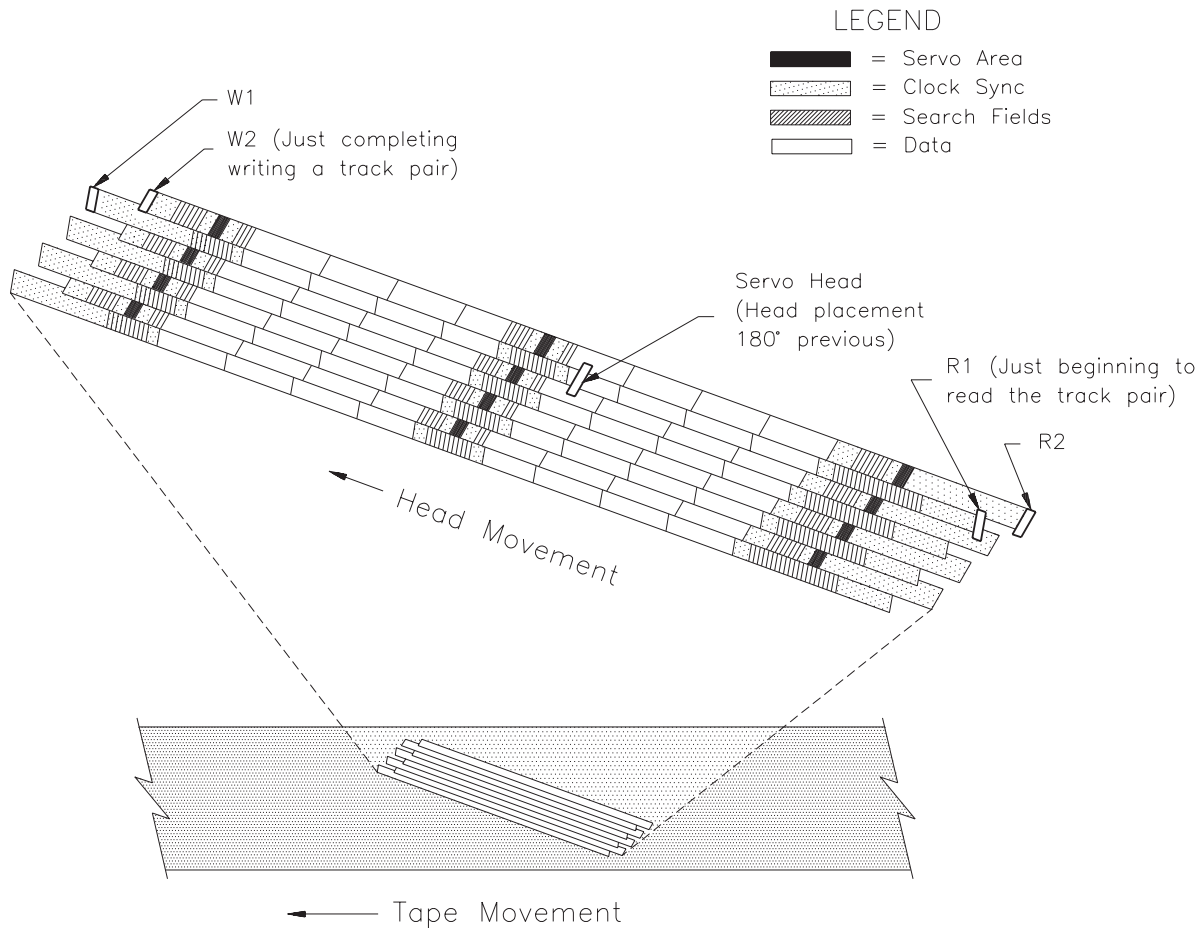 LEGEND
= Servo Area
= Clock Sync
= Search Fields
= Data
W1
W2 (Just completing
writing a track pair)
Servo Head
(Head placement
180° previous)
R1 (Just beginning to
read the track pair)
R2
Head Movement
Tape Movement